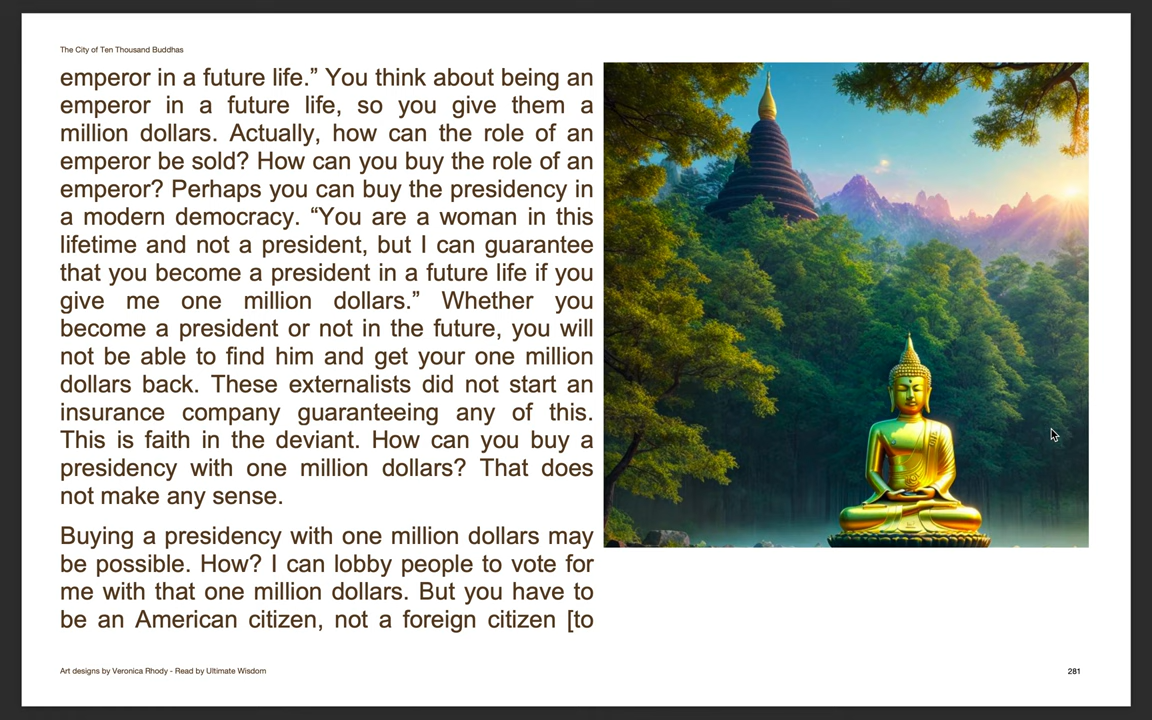 The City of Ten Thousand Buddhas
emperor in a future life.” You think about being an
emperor in a future life, so you give them a
million dollars. Actually, how can the role of an
emperor be sold? How can you buy the role of an
emperor? Perhaps you can buy the presidency in
a modern democracy. “You are a woman in this
lifetime and not a president, but I can guarantee
that you become a president in a future life if you
give me one million dollars.” Whether you
become a president or not in the future, you will
not be able to find him and get your one million
dollars back. These externalists did not start an
insurance company guaranteeing any of this.
This is faith in the deviant. How can you buy a
presidency with one million dollars? That does
not make any sense.
Buying a presidency with one million dollars may
be possible. How? I can lobby people to vote for
me with that one million dollars. But you have to
be an American citizen, not a foreign citizen [to
Art designs by Veronica Rhody - Read by Ultimate Wisdom
281